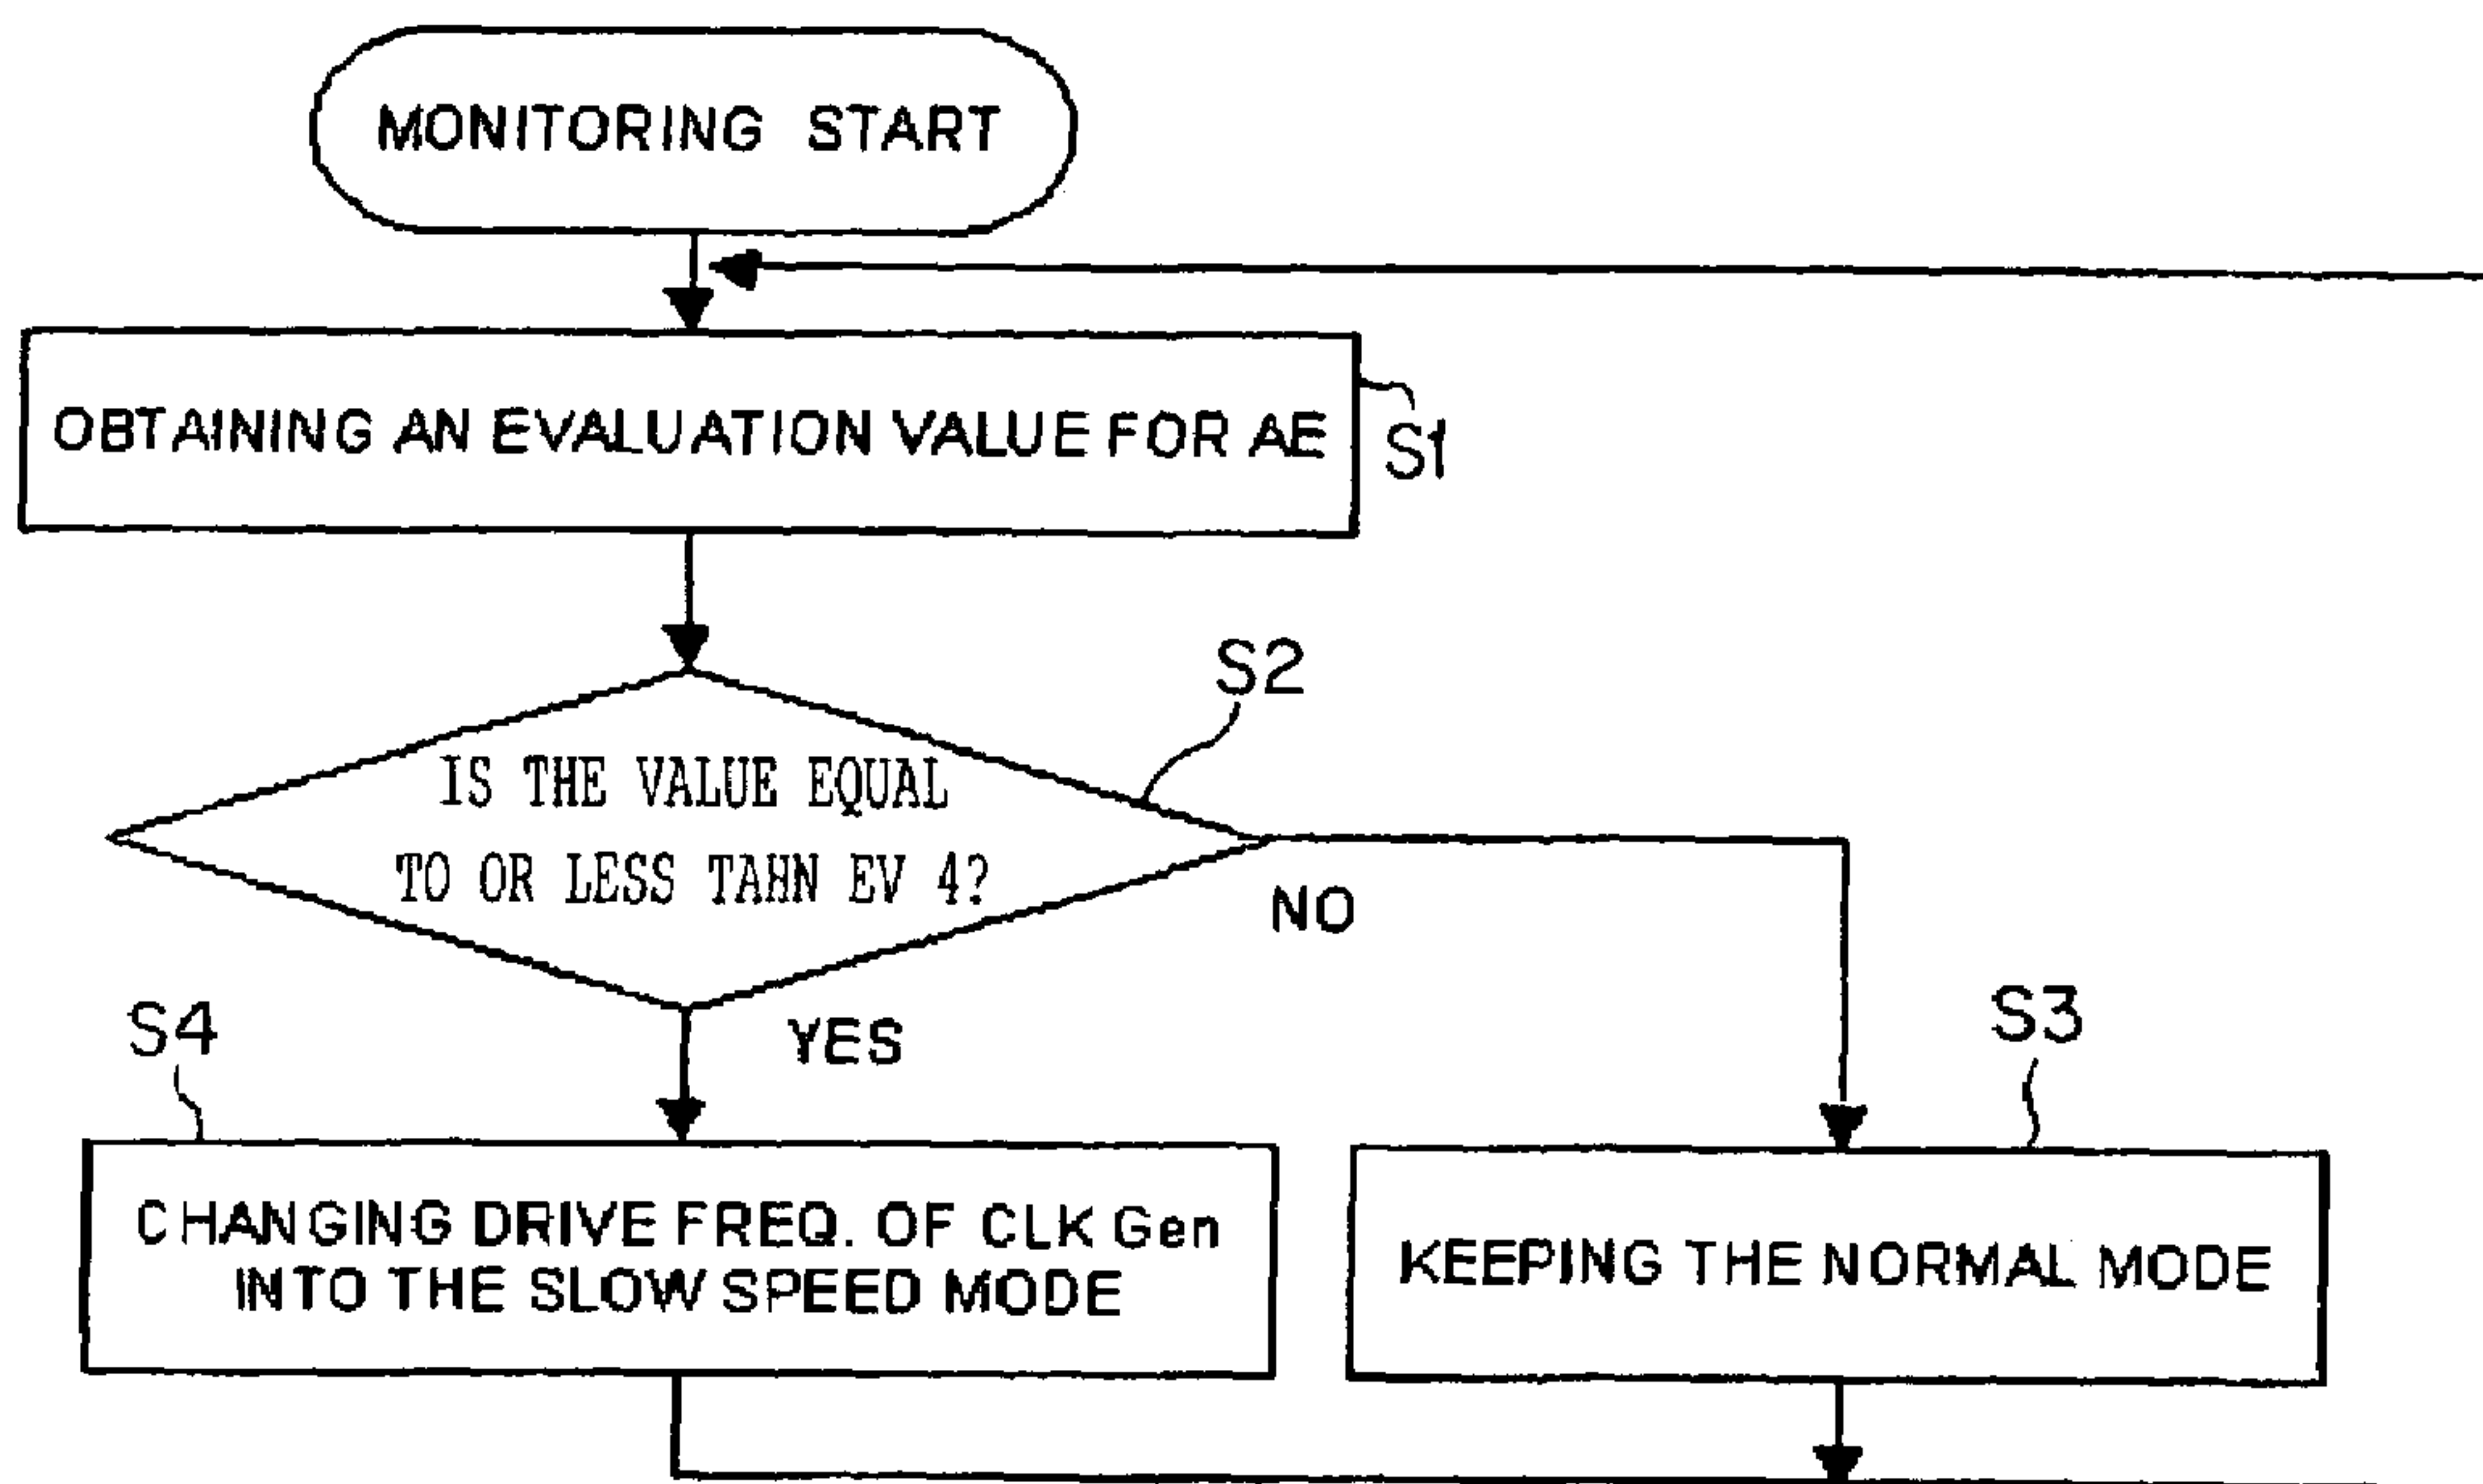 MONITORING START
OBTAINING AN EVALUATION VALUE FOR AE
S1
S2
IS THE VALUE EQUAL
TO OR LESS TAHN EV 4?
NO
YES
S4
S3
CHANGING DRIVE FREQ. OF CLK Gen
INTO THE SLOW SPEED MODE
KEEPING THE NORMAL MODE